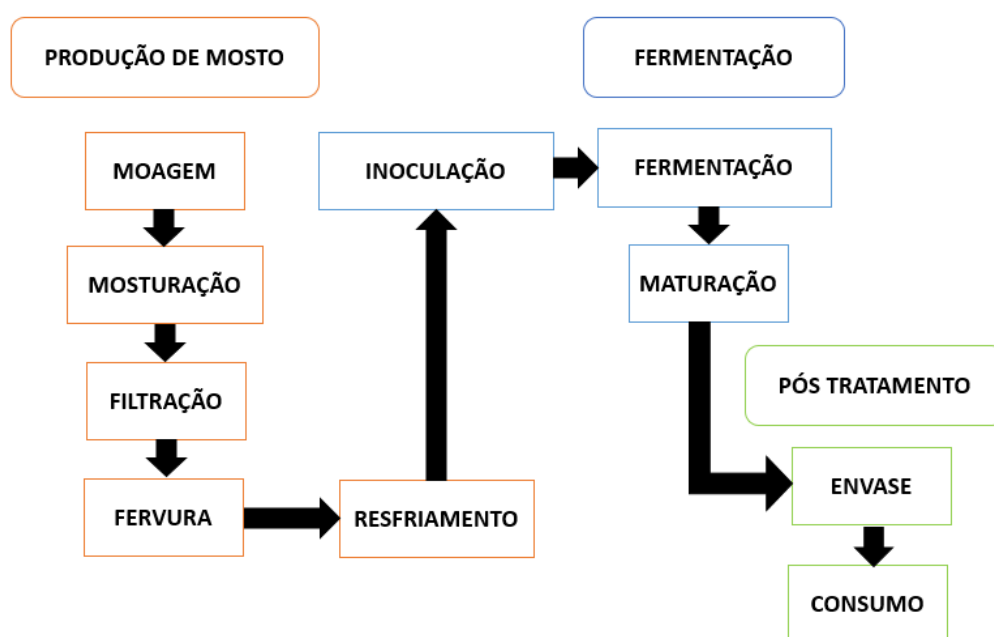 PRODUÇÃO DE MOSTO
FERMENTAÇÃO
MOAGEM
INOCULAÇÃO
FERMENTAÇÃO
MOSTURAÇÃO
MATURAÇÃO
FILTRAÇÃO
PÓS TRATAMENTO
FERVURA
RESFRIAMENTO
ENVASE
CONSUMO